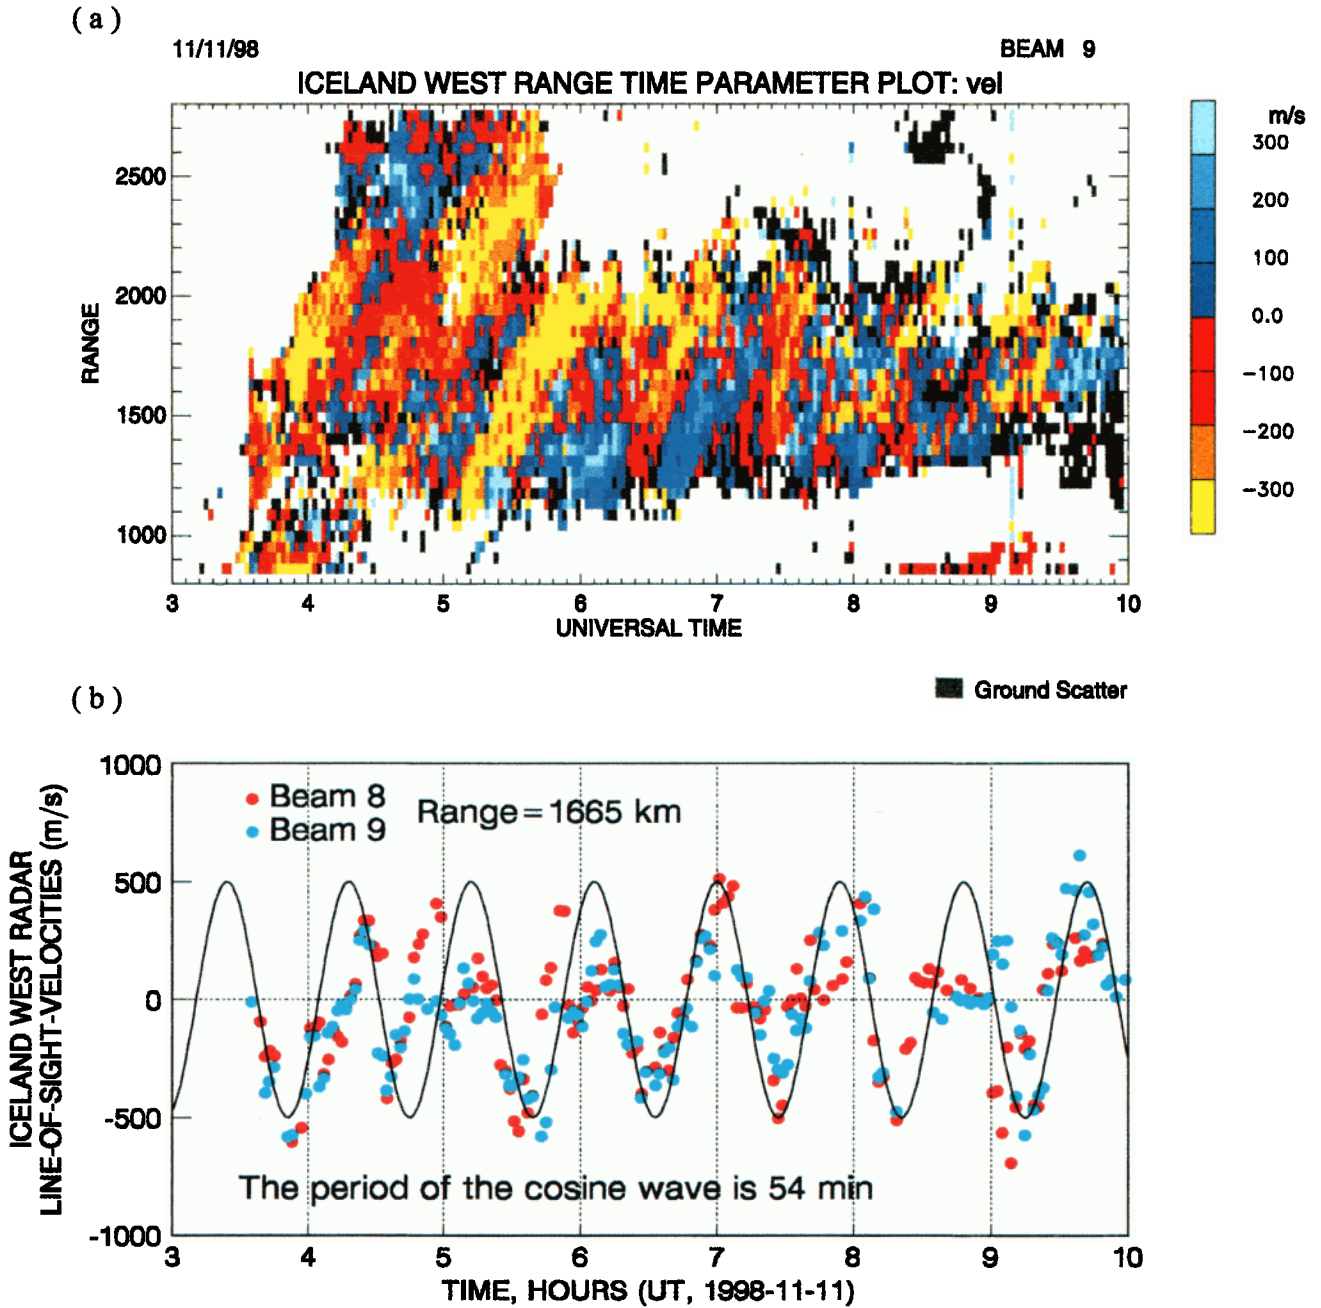 (a)
11/11/98
BEAM 9
ICELAND WEST RANGE TIME PARAMETER PLOT: vel
m/s
300
200
100
0.0
−100
−200
−300
RANGE
2500
2000
1500
1000
3 4 5 6 7 8 9 10
UNIVERSAL TIME
Ground Scatter
(b)
ICELAND WEST RADAR
LINE-OF-SIGHT-VELOCITIES (m/s)
1000
500
0
-500
-1000
Beam 8
Beam 9
Range=1665 km
The period of the cosine wave is 54 min
3 4 5 6 7 8 9 10
TIME, HOURS (UT, 1998-11-11)